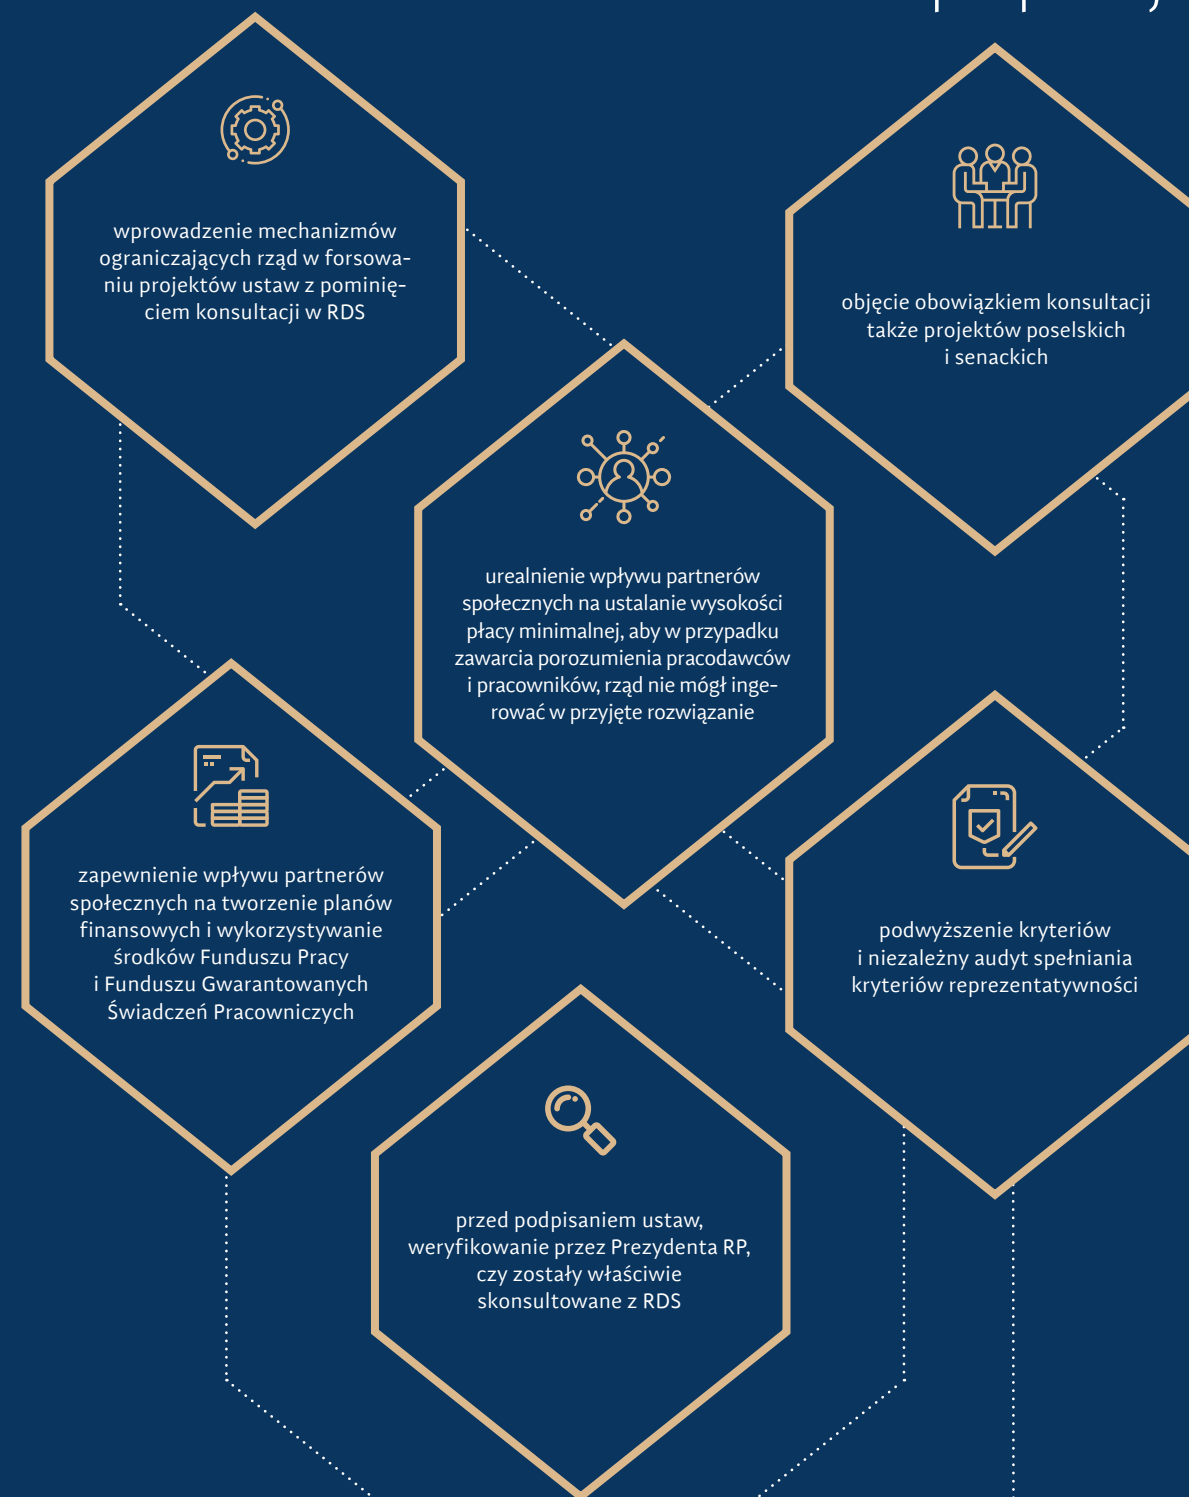 wprowadzenie mechanizmów
ograniczających rząd w forsowa-
niu projektów ustaw z pominię-
ciem konsultacji w RDS
objęcie obowiązkiem konsultacji
także projektów poselskich
i senackich
urealnienie wpływu partnerów
społecznych na ustalanie wysokości
płacy minimalnej, aby w przypadku
zawarcia porozumienia pracodawców
i pracowników, rząd nie mógł inge-
rować w przyjęte rozwiązanie
zapewnienie wpływu partnerów
społecznych na tworzenie planów
finansowych i wykorzystywanie
środków Funduszu Pracy
i Funduszu Gwarantowanych
Świadczeń Pracowniczych
podwyższenie kryteriów
i niezależny audyt spełniania
kryteriów reprezentatywności
przed podpisaniem ustaw,
weryfikowanie przez Prezydenta RP,
czy zostały właściwie
skonsultowane z RDS